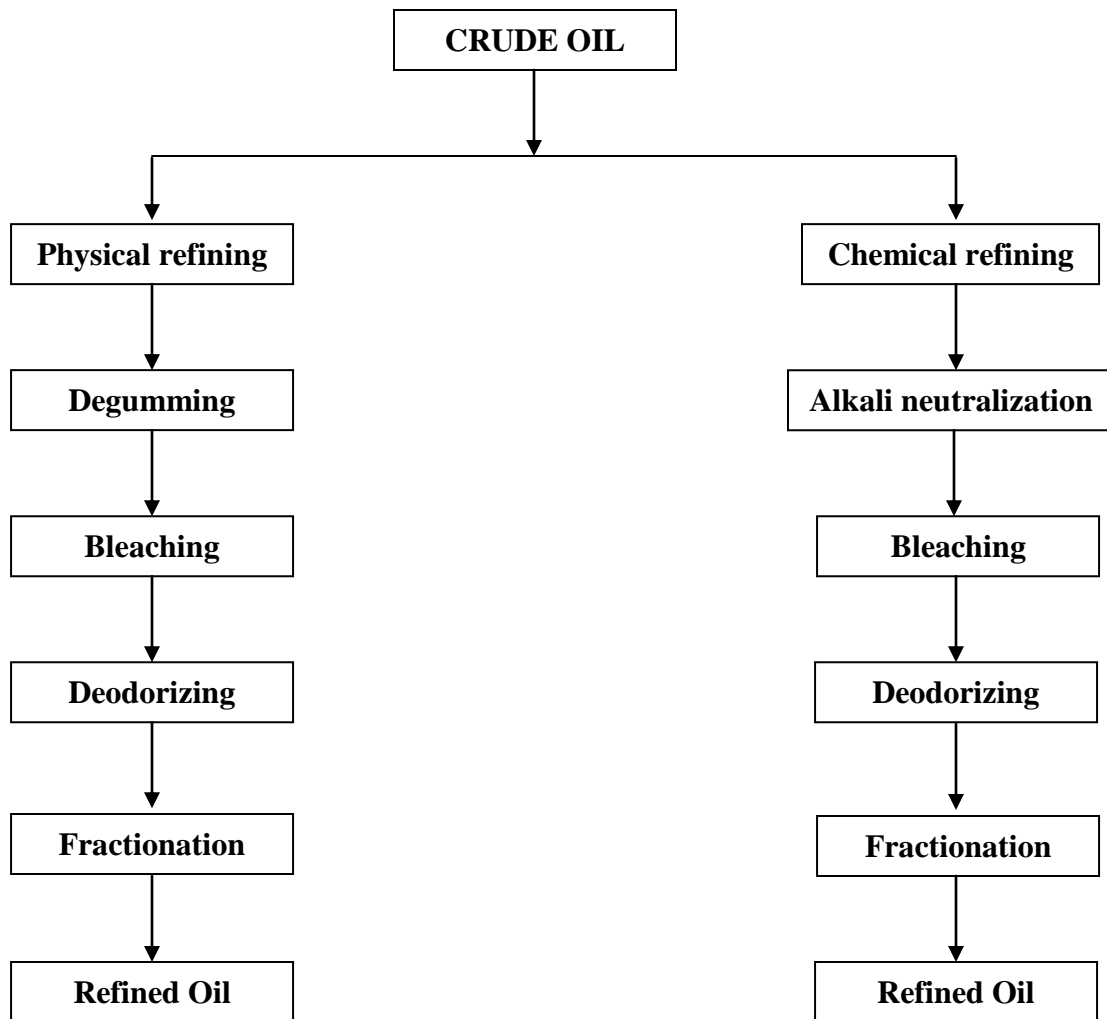 CRUDE OIL
Physical refining
Chemical refining
Degumming
Alkali neutralization
Bleaching
Bleaching
Deodorizing
Deodorizing
Fractionation
Fractionation
Refined Oil
Refined Oil